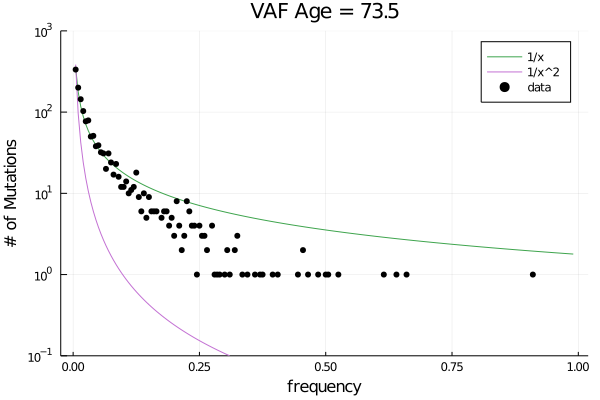 VAF Age = 73.5
# of Mutations
10^3
10^2
10^1
10^0
10^-1
1/x
1/x^2
data
0.00 0.25 0.50 0.75 1.00
frequency